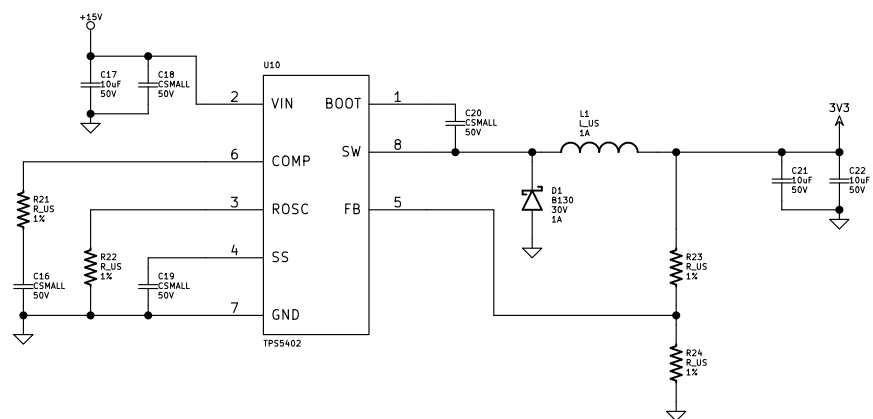 +15V
C17
10uF
50V
C18
CSMALL
50V
U10
2
VIN
BOOT
1
C20
CSMALL
50V
L1
L_US
1A
3V3
6
COMP
SW
8
C21
10uF
50V
C22
10uF
50V
R21
R_US
1%
3
ROSC
FB
5
D1
B130
30V
1A
R22
R_US
1%
4
SS
R23
R_US
1%
C16
CSMALL
50V
C19
CSMALL
50V
7
GND
TPS5402
R24
R_US
1%